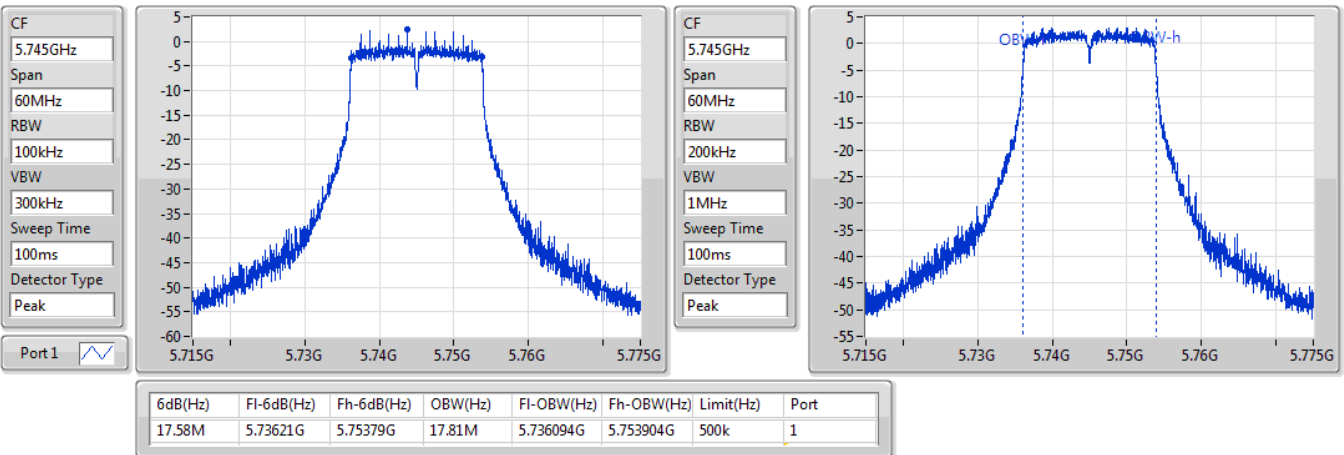 CF
5.745GHz
Span
60MHz
RBW
100kHz
VBW
300kHz
Sweep Time
100ms
Detector Type
Peak
Port 1
5
0
-5
-10
-15
-20
-25
-30
-35
-40
-45
-50
-55
-60
5.715G 5.73G 5.74G 5.75G 5.76G 5.775G
CF
5.745GHz
Span
60MHz
RBW
200kHz
VBW
1MHz
Sweep Time
100ms
Detector Type
Peak
5
0
-5
-10
-15
-20
-25
-30
-35
-40
-45
-50
-55
5.715G 5.73G 5.74G 5.75G 5.76G 5.775G
6dB(Hz) Fl-6dB(Hz) Fh-6dB(Hz) OBW(Hz) Fl-OBW(Hz) Fh-OBW(Hz) Limit(Hz) Port
17.58M 5.73621G 5.75379G 17.81M 5.736094G 5.753904G 500k 1